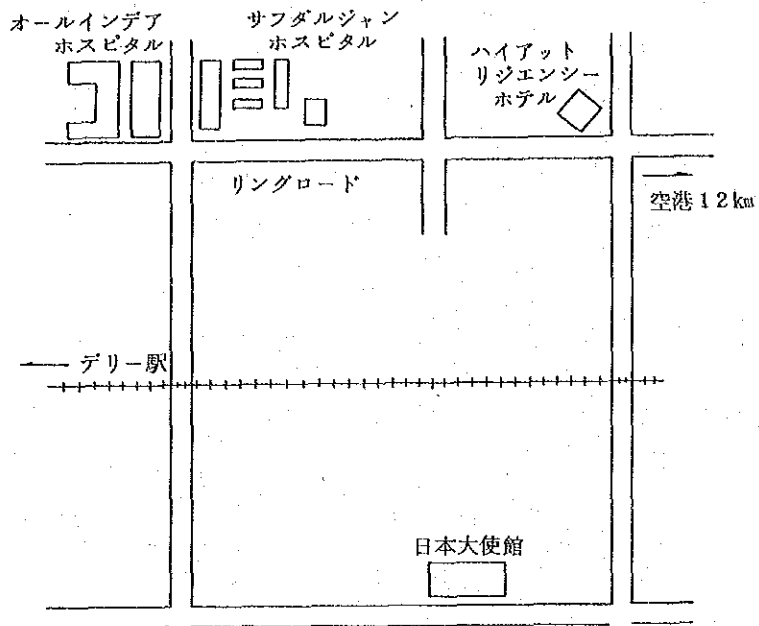 オールインデア
ホスピタル
サフダルジャン
ホスピタル
ハイアット
リジエンシー
ホテル
リングロード
空港12km
デリー駅
日本大使館